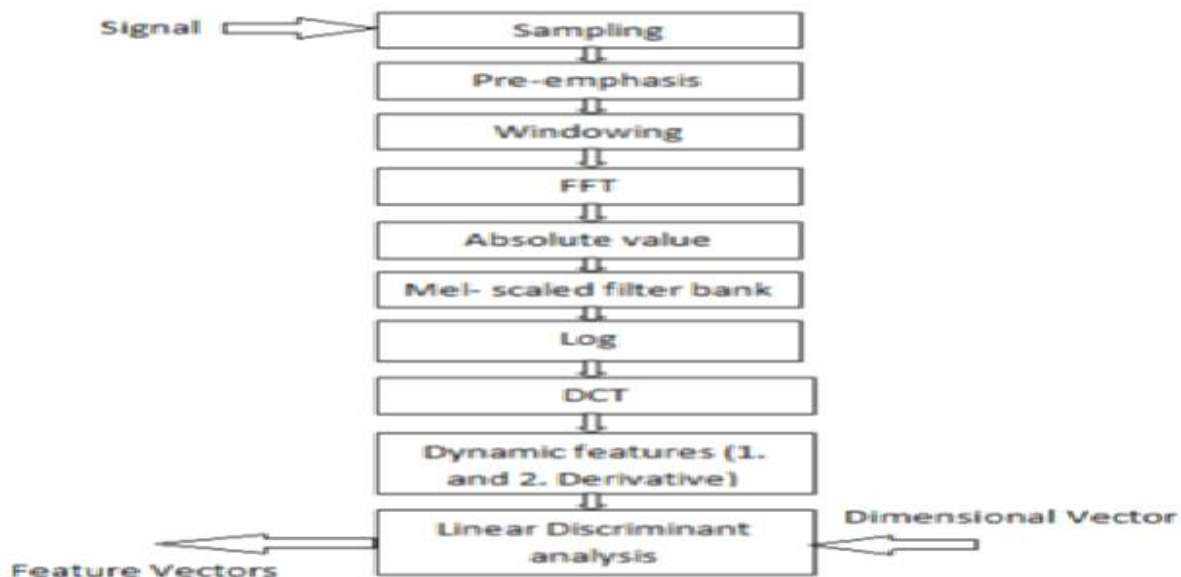 Signal
Sampling
Pre-emphasis
Windowing
FFT
Absolute value
Mel- scaled filter bank
Log
DCT
Dynamic features (1.
and 2. Derivative)
Linear Discriminant
analysis
Dimensional Vector
Feature Vectors